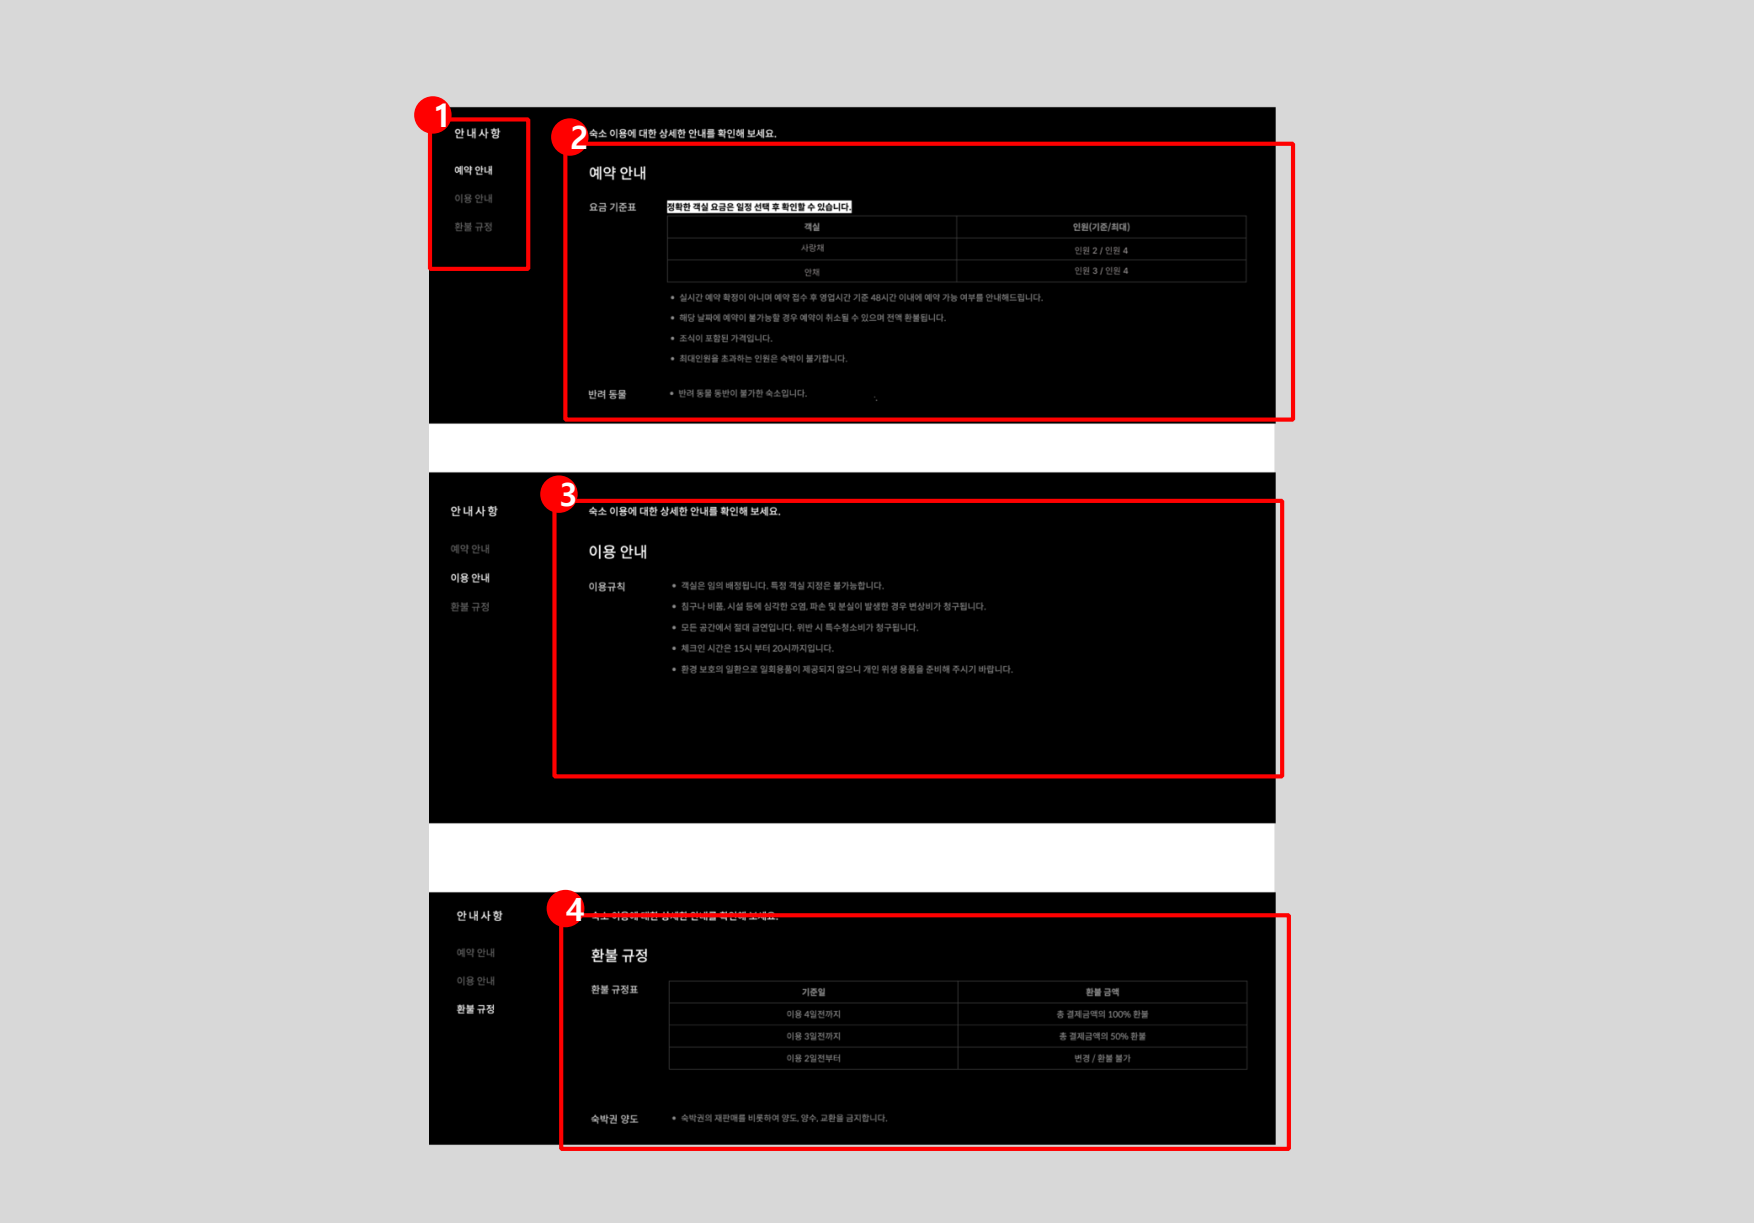 1
안내사항
예약 안내
이용 안내
환불 규정
2
숙소 이용에 대한 상세한 안내를 확인해 보세요.
예약 안내
요금 기준표
정확한 객실 요금은 일정 선택 후 확인할 수 있습니다.
객실 인원(기준/최대)
사랑채 인원 2 / 인원 4
안채 인원 3 / 인원 4
• 실시간 예약 확정이 아니며 예약 접수 후 영업시간 기준 48시간 이내에 예약 가능 여부를 안내해드립니다.
• 해당 날짜에 예약이 불가능할 경우 예약이 취소될 수 있으며 전액 환불됩니다.
• 조식이 포함된 가격입니다.
• 최대인원을 초과하는 인원은 숙박이 불가합니다.
반려 동물
• 반려 동물 동반이 불가한 숙소입니다.
안내사항
예약 안내
이용 안내
환불 규정
3
숙소 이용에 대한 상세한 안내를 확인해 보세요.
이용 안내
이용규칙
• 객실은 임의 배정됩니다. 특정 객실 지정은 불가능합니다.
• 침구나 비품, 시설 등에 심각한 오염, 파손 및 분실이 발생한 경우 변상비가 청구됩니다.
• 모든 공간에서 절대 금연입니다. 위반 시 특수청소비가 청구됩니다.
• 체크인 시간은 15시 부터 20시까지입니다.
• 환경 보호의 일환으로 일회용품이 제공되지 않으니 개인 위생 용품을 준비해 주시기 바랍니다.
안내사항
예약 안내
이용 안내
환불 규정
4
숙소 이용에 대한 상세한 안내를 확인해 보세요.
환불 규정
환불 규정표
기준일 환불 금액
이용 4일전까지 총 결제금액의 100% 환불
이용 3일전까지 총 결제금액의 50% 환불
이용 2일전부터 변경 / 환불 불가
숙박권 양도
• 숙박권의 재판매를 비롯하여 양도, 양수, 교환을 금지합니다.